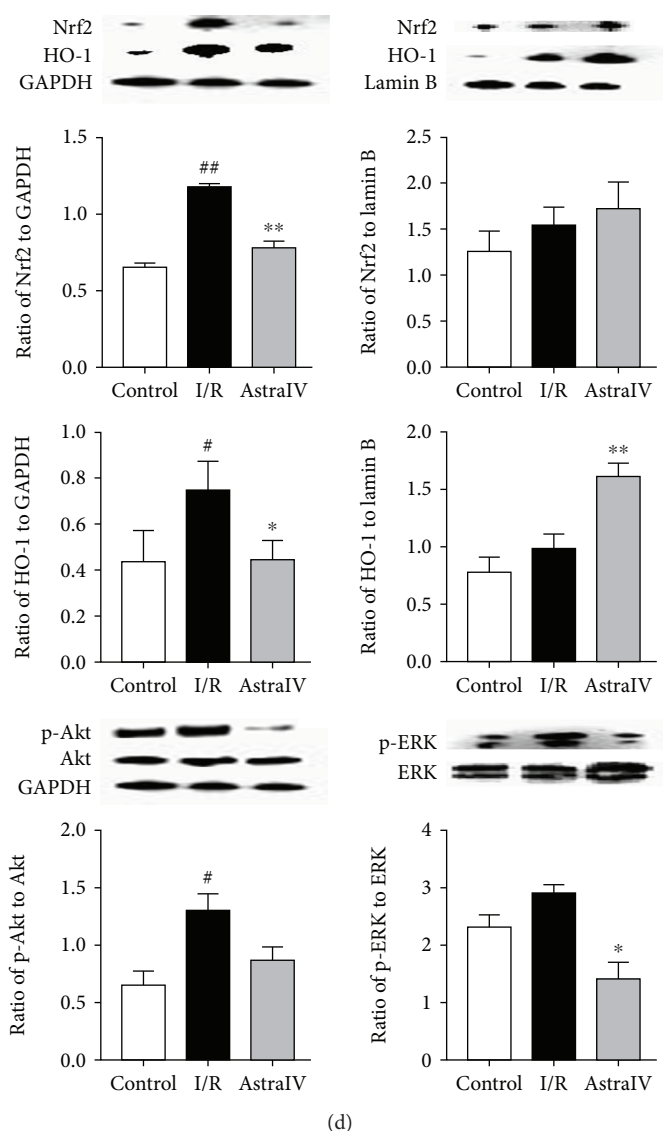 Nrf2
HO-1
GAPDH
Nrf2
HO-1
Lamin B
Ratio of Nrf2 to GAPDH
1.5
1.0
0.5
0.0
##
**
Control I/R AstraIV
Ratio of Nrf2 to lamin B
2.5
2.0
1.5
1.0
0.5
0.0
Control I/R AstraIV
Ratio of HO-1 to GAPDH
1.0
0.8
0.6
0.4
0.2
0.0
#
*
Control I/R AstraIV
Ratio of HO-1 to lamin B
2.0
1.5
1.0
0.5
0.0
**
Control I/R AstraIV
p-Akt
Akt
GAPDH
p-ERK
ERK
Ratio of p-Akt to Akt
2.0
1.5
1.0
0.5
0.0
#
Control I/R AstraIV
Ratio of p-ERK to ERK
4
3
2
1
0
*
Control I/R AstraIV
(d)